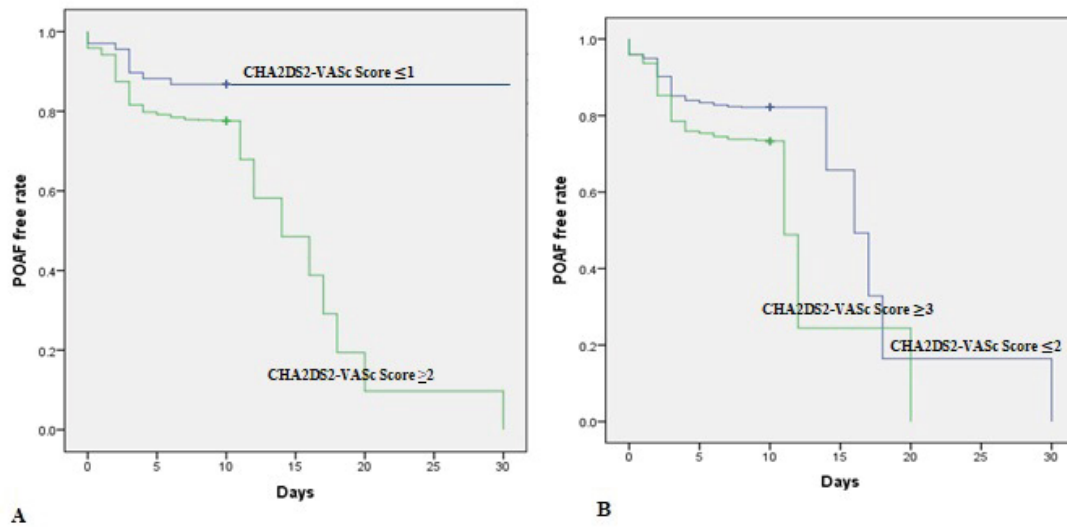 1.0
0.8
0.6
0.4
0.2
0.0
POAF free rate
CHA2DS2-VASc Score ≤1
CHA2DS2-VASc Score ≥2
0 5 10 15 20 25 30
Days
A
1.0
0.8
0.6
0.4
0.2
0.0
POAF free rate
CHA2DS2-VASc Score ≥3
CHA2DS2-VASc Score ≤2
0 5 10 15 20 25 30
Days
B